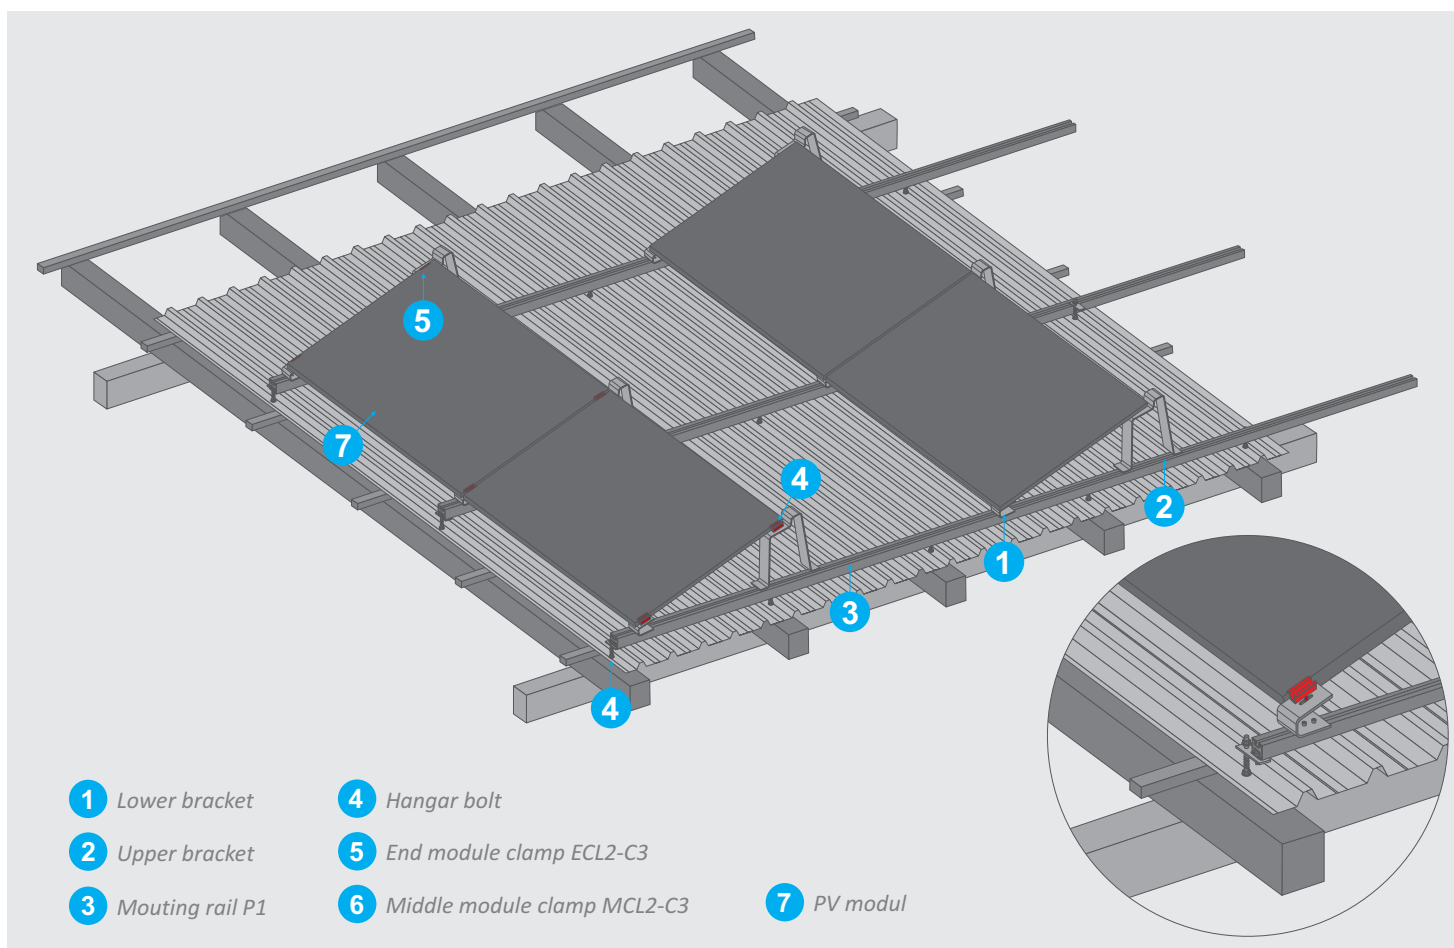 5
7
4
2
1
3
4
1 Lower bracket
2 Upper bracket
3 Mouting rail P1
4 Hangar bolt
5 End module clamp ECL2-C3
6 Middle module clamp MCL2-C3
7 PV modul